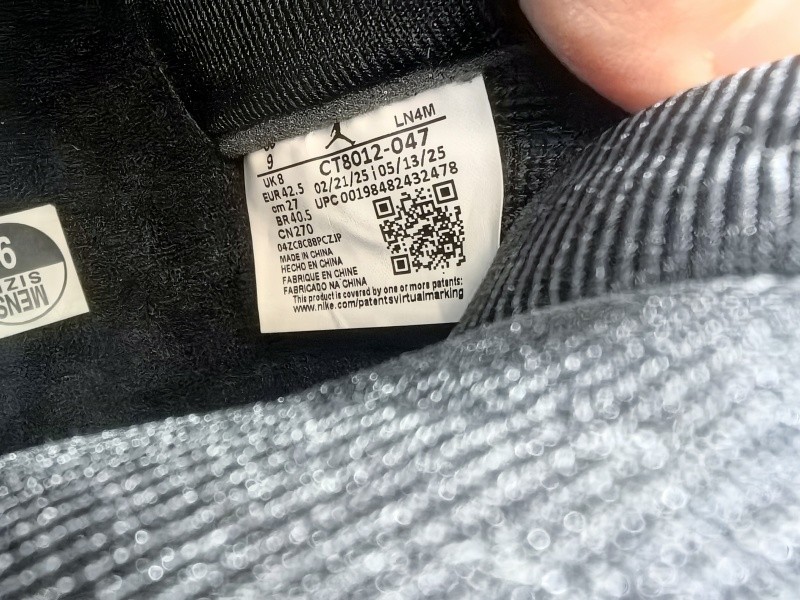 LN4M
9
CT8012-047
UK 8
02/21/25 i 05/13/25
EUR 42.5
UPC 00198482432478
cm 27
BR 40.5
CN 270
04ZCBC8BPCZJP
MADE IN CHINA
HECHO EN CHINA
FABRIQUE EN CHINE
FABRICADO NA CHINA
This product is covered by one or more patents:
www.nike.com/patentsvirtualmarking
9
SIZE
MENS